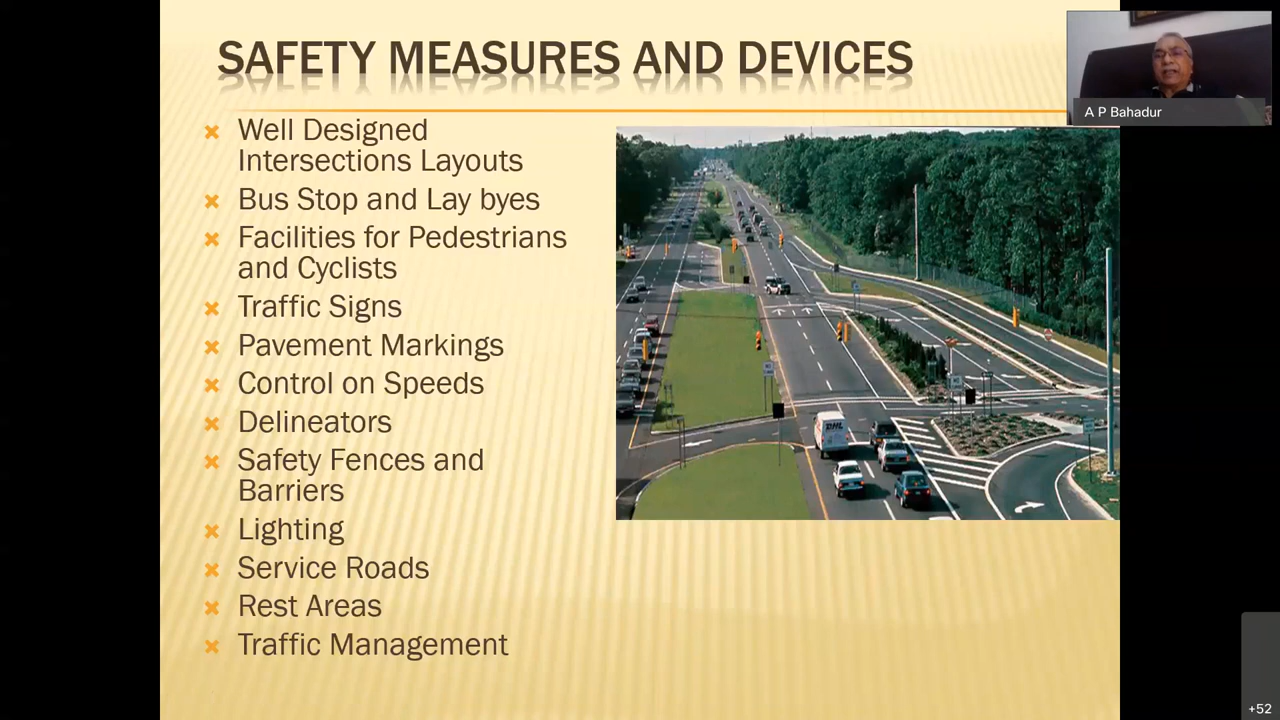 SAFETY MEASURES AND DEVICES
A P Bahadur
Well Designed
Intersections Layouts
Bus Stop and Lay byes
Facilities for Pedestrians
and Cyclists
Traffic Signs
Pavement Markings
Control on Speeds
Delineators
Safety Fences and
Barriers
Lighting
Service Roads
Rest Areas
Traffic Management
DHL
+52